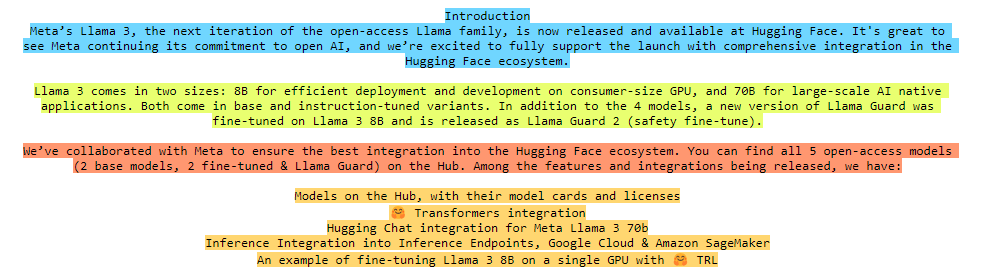 Introduction
Meta’s Llama 3, the next iteration of the open-access Llama family, is now released and available at Hugging Face. It's great to
see Meta continuing its commitment to open AI, and we’re excited to fully support the launch with comprehensive integration in the
Hugging Face ecosystem.
Llama 3 comes in two sizes: 8B for efficient deployment and development on consumer-size GPU, and 70B for large-scale AI native
applications. Both come in base and instruction-tuned variants. In addition to the 4 models, a new version of Llama Guard was
fine-tuned on Llama 3 8B and is released as Llama Guard 2 (safety fine-tune).
We’ve collaborated with Meta to ensure the best integration into the Hugging Face ecosystem. You can find all 5 open-access models
(2 base models, 2 fine-tuned & Llama Guard) on the Hub. Among the features and integrations being released, we have:
Models on the Hub, with their model cards and licenses
🤗 Transformers integration
Hugging Chat integration for Meta Llama 3 70b
Inference Integration into Inference Endpoints, Google Cloud & Amazon SageMaker
An example of fine-tuning Llama 3 8B on a single GPU with 🤗 TRL